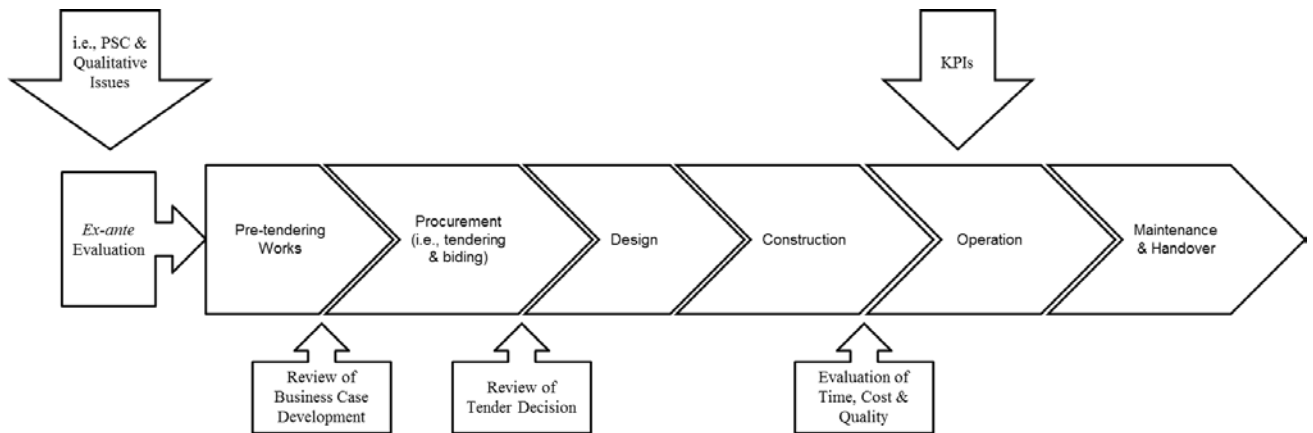 i.e., PSC &
Qualitative
Issues
KPIs
Ex-ante
Evaluation
Pre-tendering
Works
Procurement
(i.e., tendering
& biding)
Design
Construction
Operation
Maintenance
& Handover
Review of
Business Case
Development
Review of
Tender Decision
Evaluation of
Time, Cost &
Quality